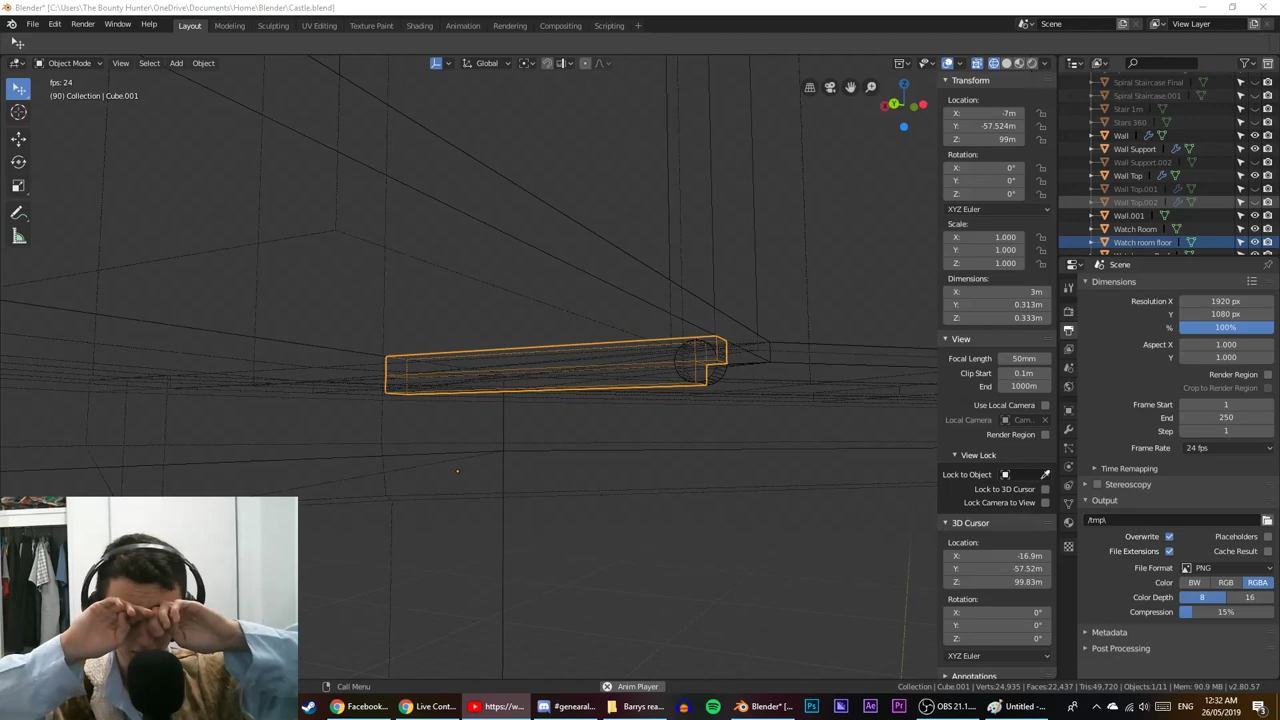 Blender* [C:\Users\The Bounty Hunter\OneDrive\Documents\Home\Blender\Castle.blend]
File Edit Render Window Help Layout Modeling Sculpting UV Editing Texture Paint Shading Animation Rendering Compositing Scripting Scene View Layer
Object Mode View Select Add Object Global
fps: 24
(90) Collection | Cube.001
Transform
Location:
X: -7m
Y: -57.524m
Z: 99m
Rotation:
X: 0°
Y: 0°
Z: 0°
XYZ Euler
Scale:
X: 1.000
Y: 1.000
Z: 1.000
Dimensions:
X: 3m
Y: 0.313m
Z: 0.333m
View
Focal Length 50mm
Clip Start 0.1m
End 1000m
Use Local Camera
Local Camera Cam...
Render Region
View Lock
Lock to Object
Lock to 3D Cursor
Lock Camera to View
3D Cursor
Location:
X: -16.9m
Y: -57.52m
Z: 99.83m
Rotation:
X: 0°
Y: 0°
Z: 0°
XYZ Euler
Annotations
Spiral Staircase Final
Spiral Staircase.001
Stair 1m
Stars 360
Wall
Wall Support
Wall Support.002
Wall Top
Wall Top.001
Wall Top.002
Wall.001
Watch Room
Watch room floor
Scene
Dimensions
Resolution X 1920 px
Y 1080 px
% 100%
Aspect X 1.000
Y 1.000
Render Region
Crop to Render Region
Frame Start 1
End 250
Step 1
Frame Rate 24 fps
Time Remapping
Stereoscopy
Output
/tmp\
Overwrite Placeholders
File Extensions Cache Result
File Format PNG
Color BW RGB RGBA
Color Depth 8 16
Compression 15%
Metadata
Post Processing
Call Menu Anim Player Collection | Cube.001 | Verts:24,935 | Faces:22,437 | Tris:49,720 | Objects:1/11 | Mem: 90.9 MB | v2.80.57
Facebook... Live Cont... https://w... #genearal... Barrys rea... Blender* [... Ps Ae Pr OBS 21.1... Untitled -... 12:32 AM
26/05/2019